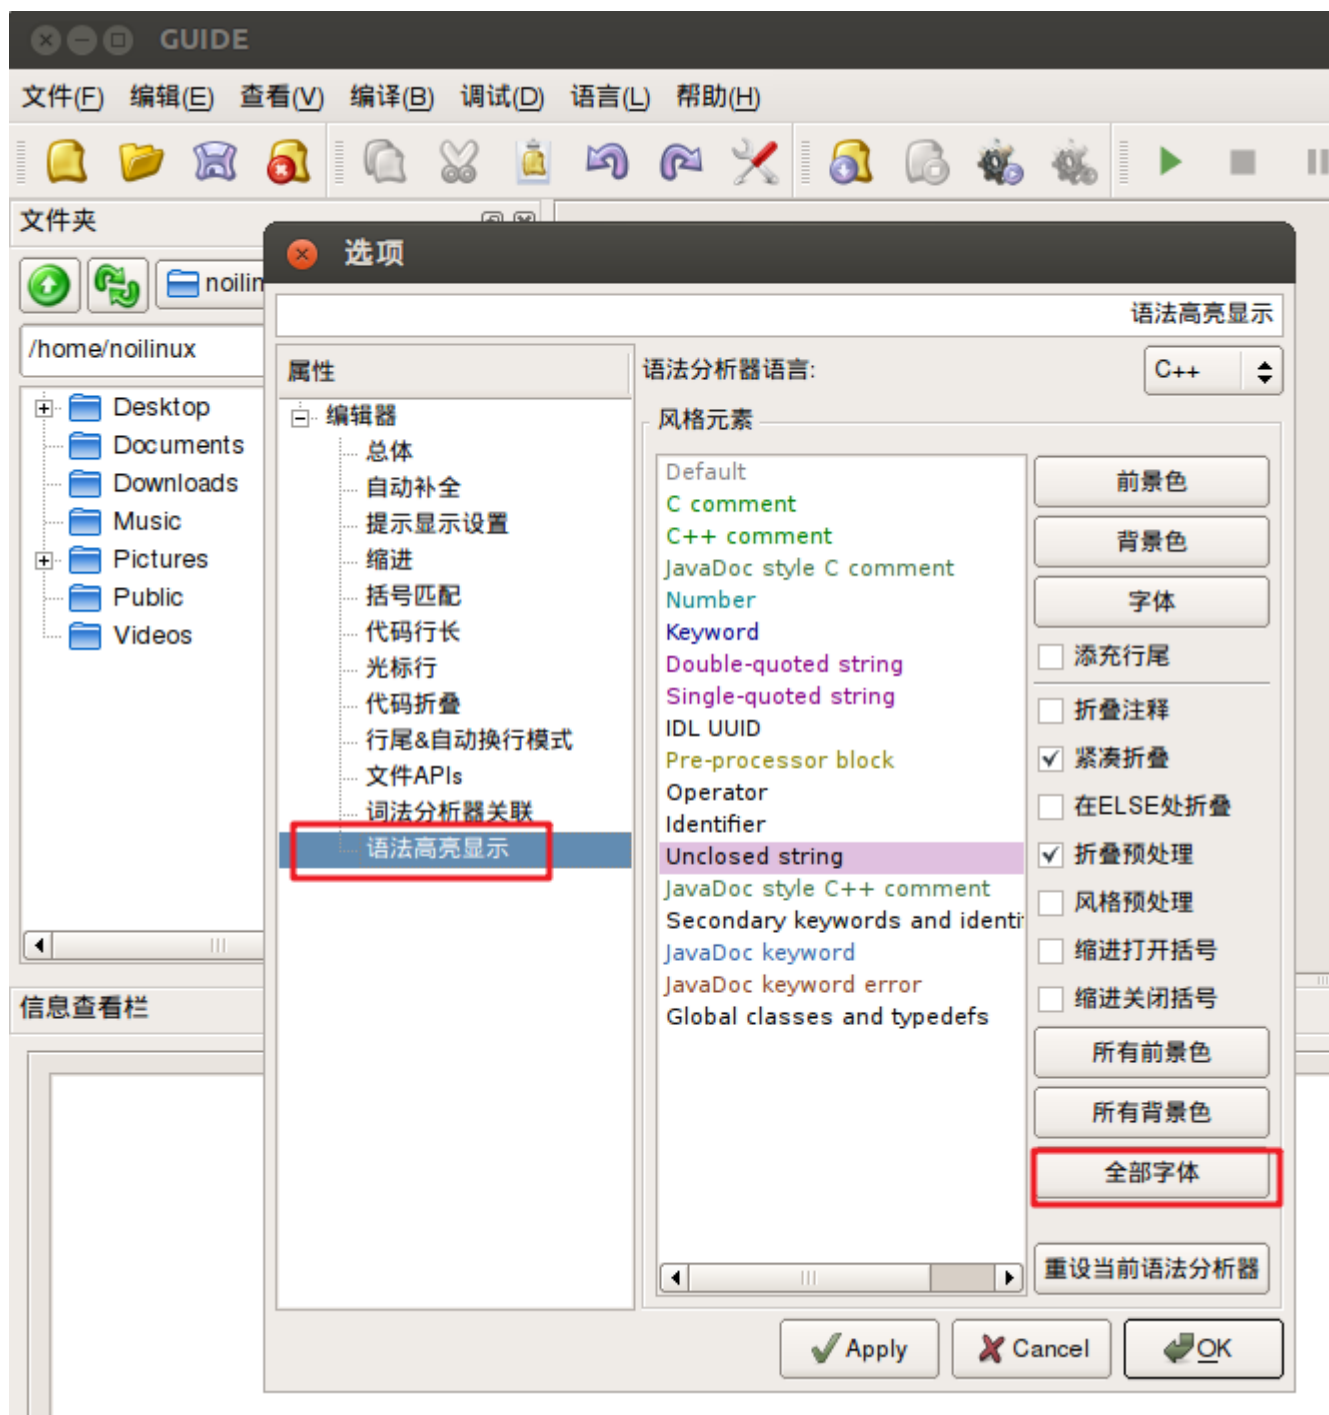 GUIDE
文件(F) 编辑(E) 查看(V) 编译(B) 调试(D) 语言(L) 帮助(H)
文件夹
/home/noilinux
Desktop
Documents
Downloads
Music
Pictures
Public
Videos
信息查看栏
选项
语法高亮显示
属性
编辑器
总体
自动补全
提示显示设置
缩进
括号匹配
代码行长
光标行
代码折叠
行尾&自动换行模式
文件APIs
词法分析器关联
语法高亮显示
语法分析器语言: C++
风格元素
Default
C comment
C++ comment
JavaDoc style C comment
Number
Keyword
Double-quoted string
Single-quoted string
IDL UUID
Pre-processor block
Operator
Identifier
Unclosed string
JavaDoc style C++ comment
Secondary keywords and
JavaDoc keyword
JavaDoc keyword error
Global classes and typedefs
前景色
背景色
字体
添充行尾
折叠注释
紧凑折叠
在ELSE处折叠
折叠预处理
风格预处理
缩进打开括号
缩进关闭括号
所有前景色
所有背景色
全部字体
重设当前语法分析器
Apply Cancel OK